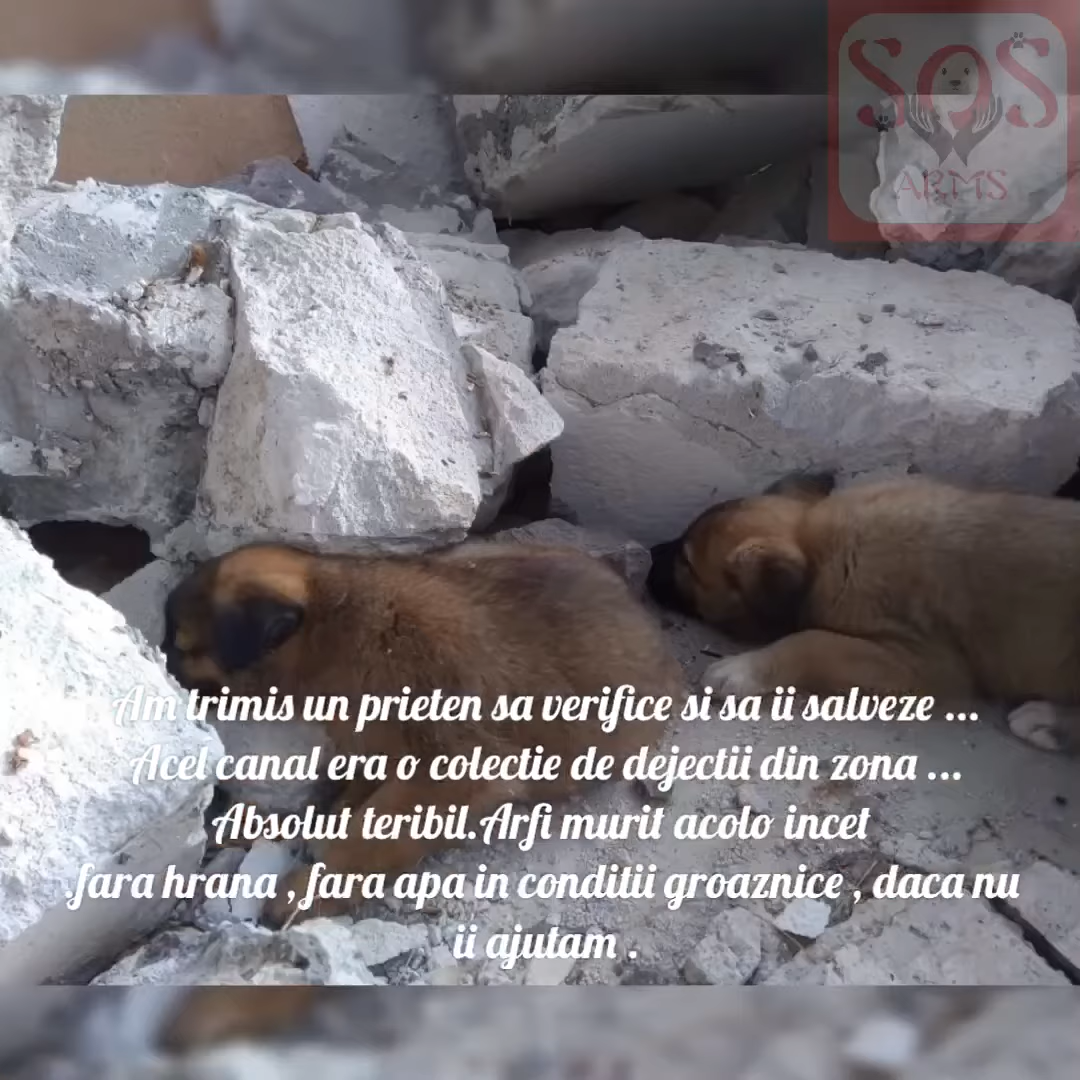 SOS
ARMS
Am trimis un prieten sa verifice si sa ii salveze ...
Acel canal era o colectie de dejectii din zona ...
Absolut teribil.Arfi murit acolo incet
.fara hrana , fara apa in conditii groaznice , daca nu
ii ajutam .